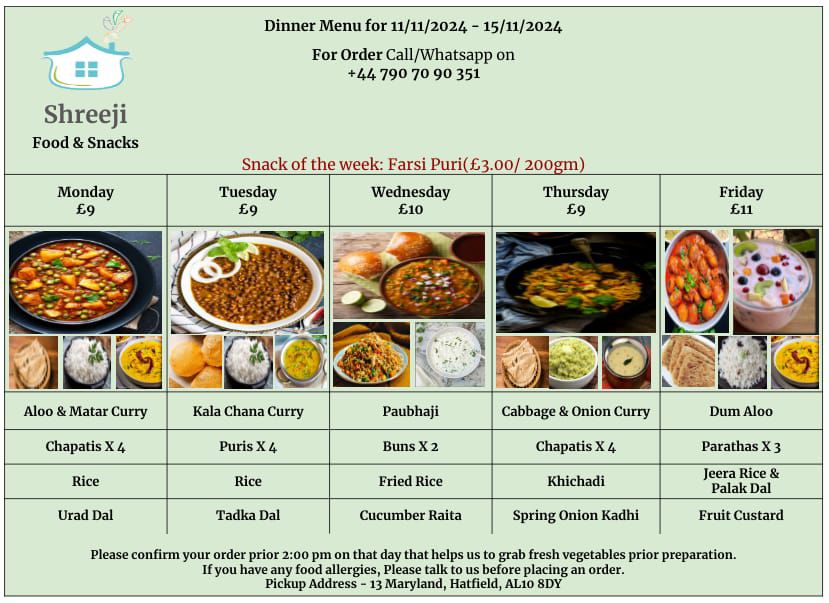 Dinner Menu for 11/11/2024 - 15/11/2024
For Order Call/Whatsapp on
+44 790 70 90 351
Shreeji
Food & Snacks
Snack of the week: Farsi Puri(£3.00/ 200gm)
Monday
£9
Tuesday
£9
Wednesday
£10
Thursday
£9
Friday
£11
Aloo & Matar Curry
Kala Chana Curry
Paubhaji
Cabbage & Onion Curry
Dum Aloo
Chapatis X 4
Puris X 4
Buns X 2
Chapatis X 4
Parathas X 3
Rice
Rice
Fried Rice
Khichadi
Jeera Rice &
Palak Dal
Urad Dal
Tadka Dal
Cucumber Raita
Spring Onion Kadhi
Fruit Custard
Please confirm your order prior 2:00 pm on that day that helps us to grab fresh vegetables prior preparation.
If you have any food allergies, Please talk to us before placing an order.
Pickup Address - 13 Maryland, Hatfield, AL10 8DY